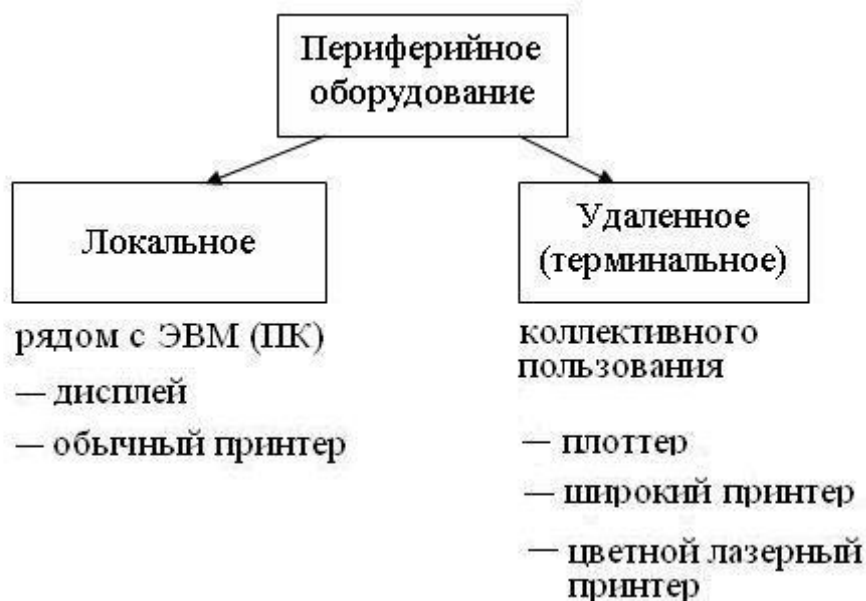 Периферийное
оборудование
Локальное
рядом с ЭВМ (ПК)
— дисплей
— обычный принтер
Удаленное
(терминальное)
коллективного
пользования
— плоттер
— широкий принтер
— цветной лазерный
принтер